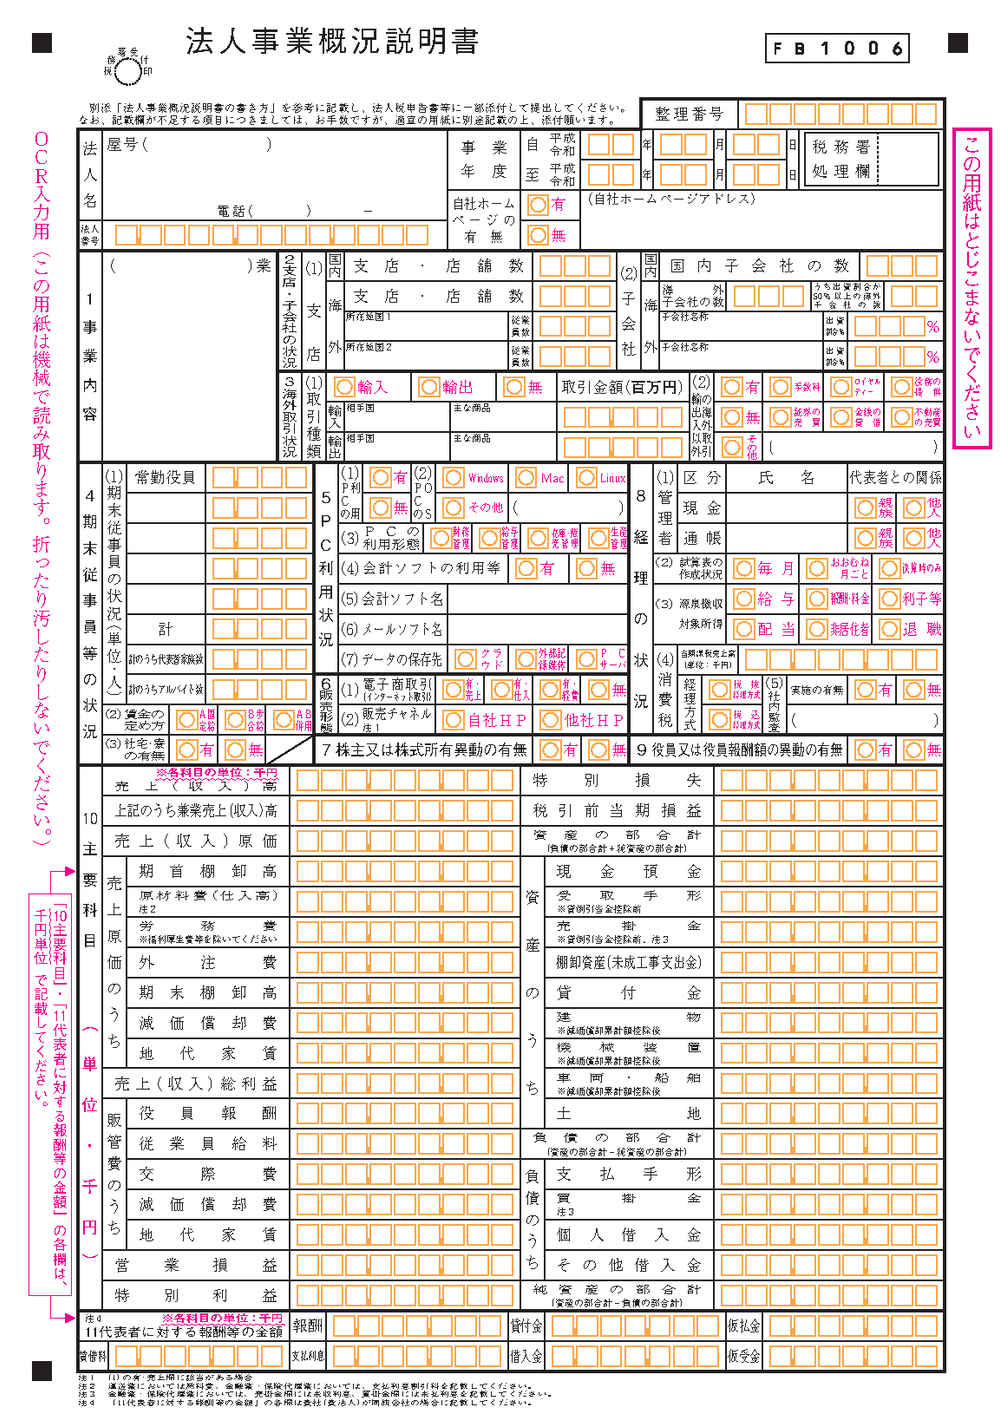 法人事業概況説明書
FB1006
税務署受付印
別添「法人事業概況説明書の書き方」を参考に記載し、法人税申告書等に一部添付して提出してください。
なお、記載欄が不足する項目につきましては、お手数ですが、適宜の用紙に別途記載の上、添付願います。
整理番号
OCR入力用（この用紙は機械で読み取ります。折ったり汚したりしないでください。）
この用紙はとじこまないでください
法人名
屋号( )
電話( ) −
法人番号
事業年度
自 平成 令和 年 月 日
至 平成 令和 年 月 日
税務署処理欄
自社ホームページの有無
有
無
(自社ホームページアドレス)
1 事業内容
( )業
2 支店・子会社の状況
(1) 支店
国内 支店・店舗数
海外 支店・店舗数
所在地国1 従業員数
所在地国2 従業員数
(2) 子会社
国内 国内子会社の数
海外 海外子会社の数
うち出資割合が50%以上の海外子会社の数
子会社名称 出資割合 %
子会社名称 出資割合 %
3 海外取引状況
(1) 取引種類
輸入 輸出 無 取引金額(百万円)
輸入 相手国 主な商品
輸出 相手国 主な商品
(2) 輸出入以外の海外取引
有 手数料 ロイヤルティー 役務の提供
無 証券の売買 金銭の貸借 不動産の売買
その他 ( )
4 期末従事員等の状況
(1) 期末従事員の状況(単位：人)
常勤役員
計
計のうち代表者家族数
計のうちアルバイト数
(2) 賃金の定め方
A固定給 B歩合給 AB併用
(3) 社宅・寮の有無
有 無
5 PC利用状況
(1) PCの利用 有 無
(2) PCのOS Windows Mac Linux
その他 ( )
(3) PCの利用形態 財務管理 給与管理 在庫・販売管理 生産管理
(4) 会計ソフトの利用等 有 無
(5) 会計ソフト名
(6) メールソフト名
(7) データの保存先 クラウド 外部記録媒体 PCサーバ
6 販売形態
(1) 電子商取引(インターネット取引) 有・売上 有・仕入 有・経費 無
(2) 販売チャネル 注1 自社HP 他社HP
7 株主又は株式所有異動の有無 有 無
8 経理の状況
(1) 管理者 区分 氏名 代表者との関係
現金 親族 他人
通帳 親族 他人
(2) 試算表の作成状況 毎月 おおむね 月ごと 決算時のみ
(3) 源泉徴収対象所得 給与 報酬・料金 利子等
配当 非居住者 退職
(4) 消費税 当期課税売上高(単位：千円)
経理方式 税抜経理方式 税込経理方式
(5) 社内監査 実施の有無 有 無
( )
9 役員又は役員報酬額の異動の有無 有 無
10 主要科目（単位：千円）
※各科目の単位：千円
売上(収入)高
上記のうち兼業売上(収入)高
売上(収入)原価
売上原価のうち
期首棚卸高
原材料費(仕入高) 注2
労務費 ※福利厚生費等を除いてください
外注費
期末棚卸高
減価償却費
地代家賃
売上(収入)総利益
販管費のうち
役員報酬
従業員給料
交際費
減価償却費
地代家賃
営業損益
特別利益
特別損失
税引前当期損益
資産の部合計 (負債の部合計＋純資産の部合計)
資産のうち
現金預金
受取手形 ※貸倒引当金控除前
売掛金 ※貸倒引当金控除前、注3
棚卸資産(未成工事支出金)
貸付金
建物 ※減価償却累計額控除後
機械装置 ※減価償却累計額控除後
車両・船舶 ※減価償却累計額控除後
土地
負債の部合計 (資産の部合計−純資産の部合計)
負債のうち
支払手形
買掛金 注3
個人借入金
その他借入金
純資産の部合計 (資産の部合計−負債の部合計)
「10主要科目」・「11代表者に対する報酬等の金額」の各欄は、千円単位で記載してください。
注4 ※各科目の単位：千円
11代表者に対する報酬等の金額
報酬 貸付金 仮払金
賃借料 支払利息 借入金 仮受金
注1 (1)の有・売上欄に該当がある場合
注2 運送業においては燃料費、金融業・保険代理業においては、支払利息割引料を記載してください。
注3 金融業・保険代理業においては、売掛金欄には未収利息、買掛金欄には未払利息を記載してください。
注4 「11代表者に対する報酬等の金額」の各欄は貴社(貴法人)が同族会社の場合に記載してください。